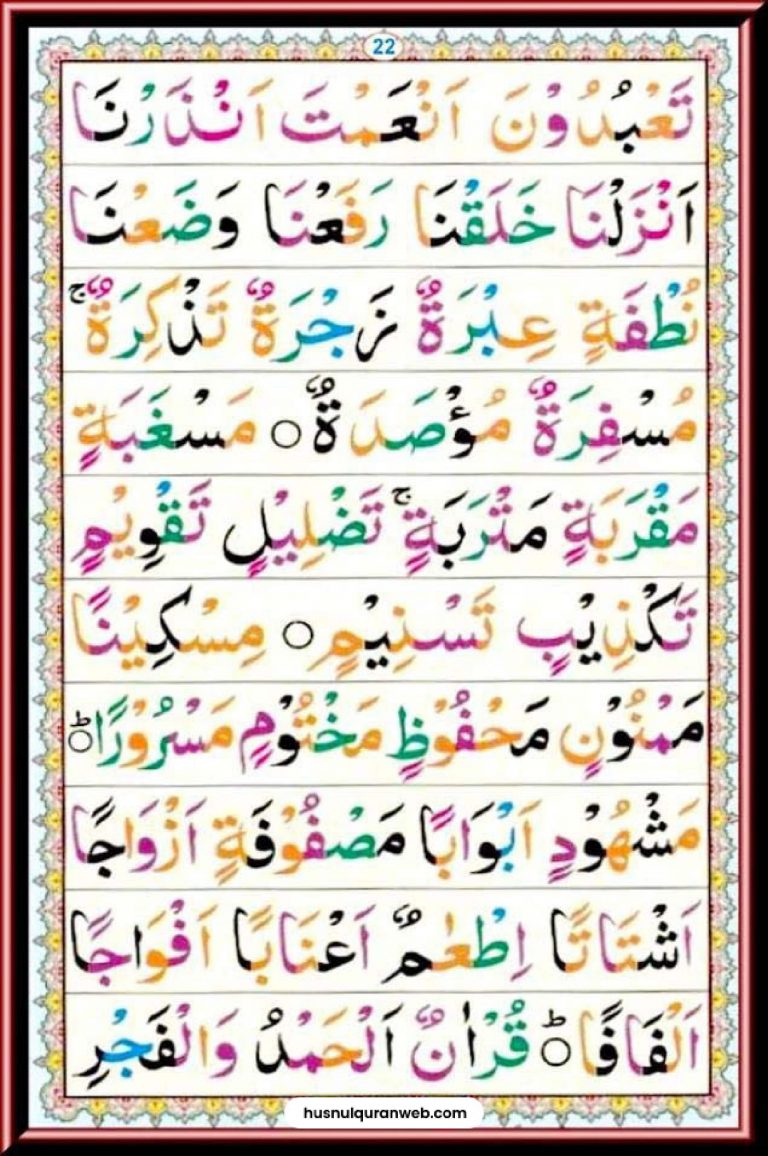 22
تَعْبُدُوْنَ اَنْعَمْتَ اَنْذَرْنَا
اَنْزَلْنَا خَلَقْنَا رَفَعْنَا وَضَعْنَا
نُطْفَةٍ عِبْرَةٌ زَجْرَةٌ تَذْكِرَةٌ ۚ
مُسْفِرَةٌ مُؤْصَدَةٌ ○ مَسْغَبَةٍ
مَقْرَبَةٍ مَتْرَبَةٍ ۚ تَضْلِيْلٍ تَقْوِيْمٍ
تَكْذِيْبٍ تَسْنِيْمٍ ○ مِسْكِيْنًا
مَمْنُوْنٍ مَحْفُوْظٍ مَخْتُوْمٍ مَسْرُوْرًا ○ؕ
مَشْهُوْدٍ اَبْوَابًا مَصْفُوْفَةٍ اَزْوَاجًا
اَشْتَاتًا اِطْعٰمٌ اَعْنَابًا اَفْوَاجًا
اَلْفَافًا ○ؕ قُرْاٰنٌ اَلْحَمْدُ وَالْفَجْرِ
husnulquranweb.com